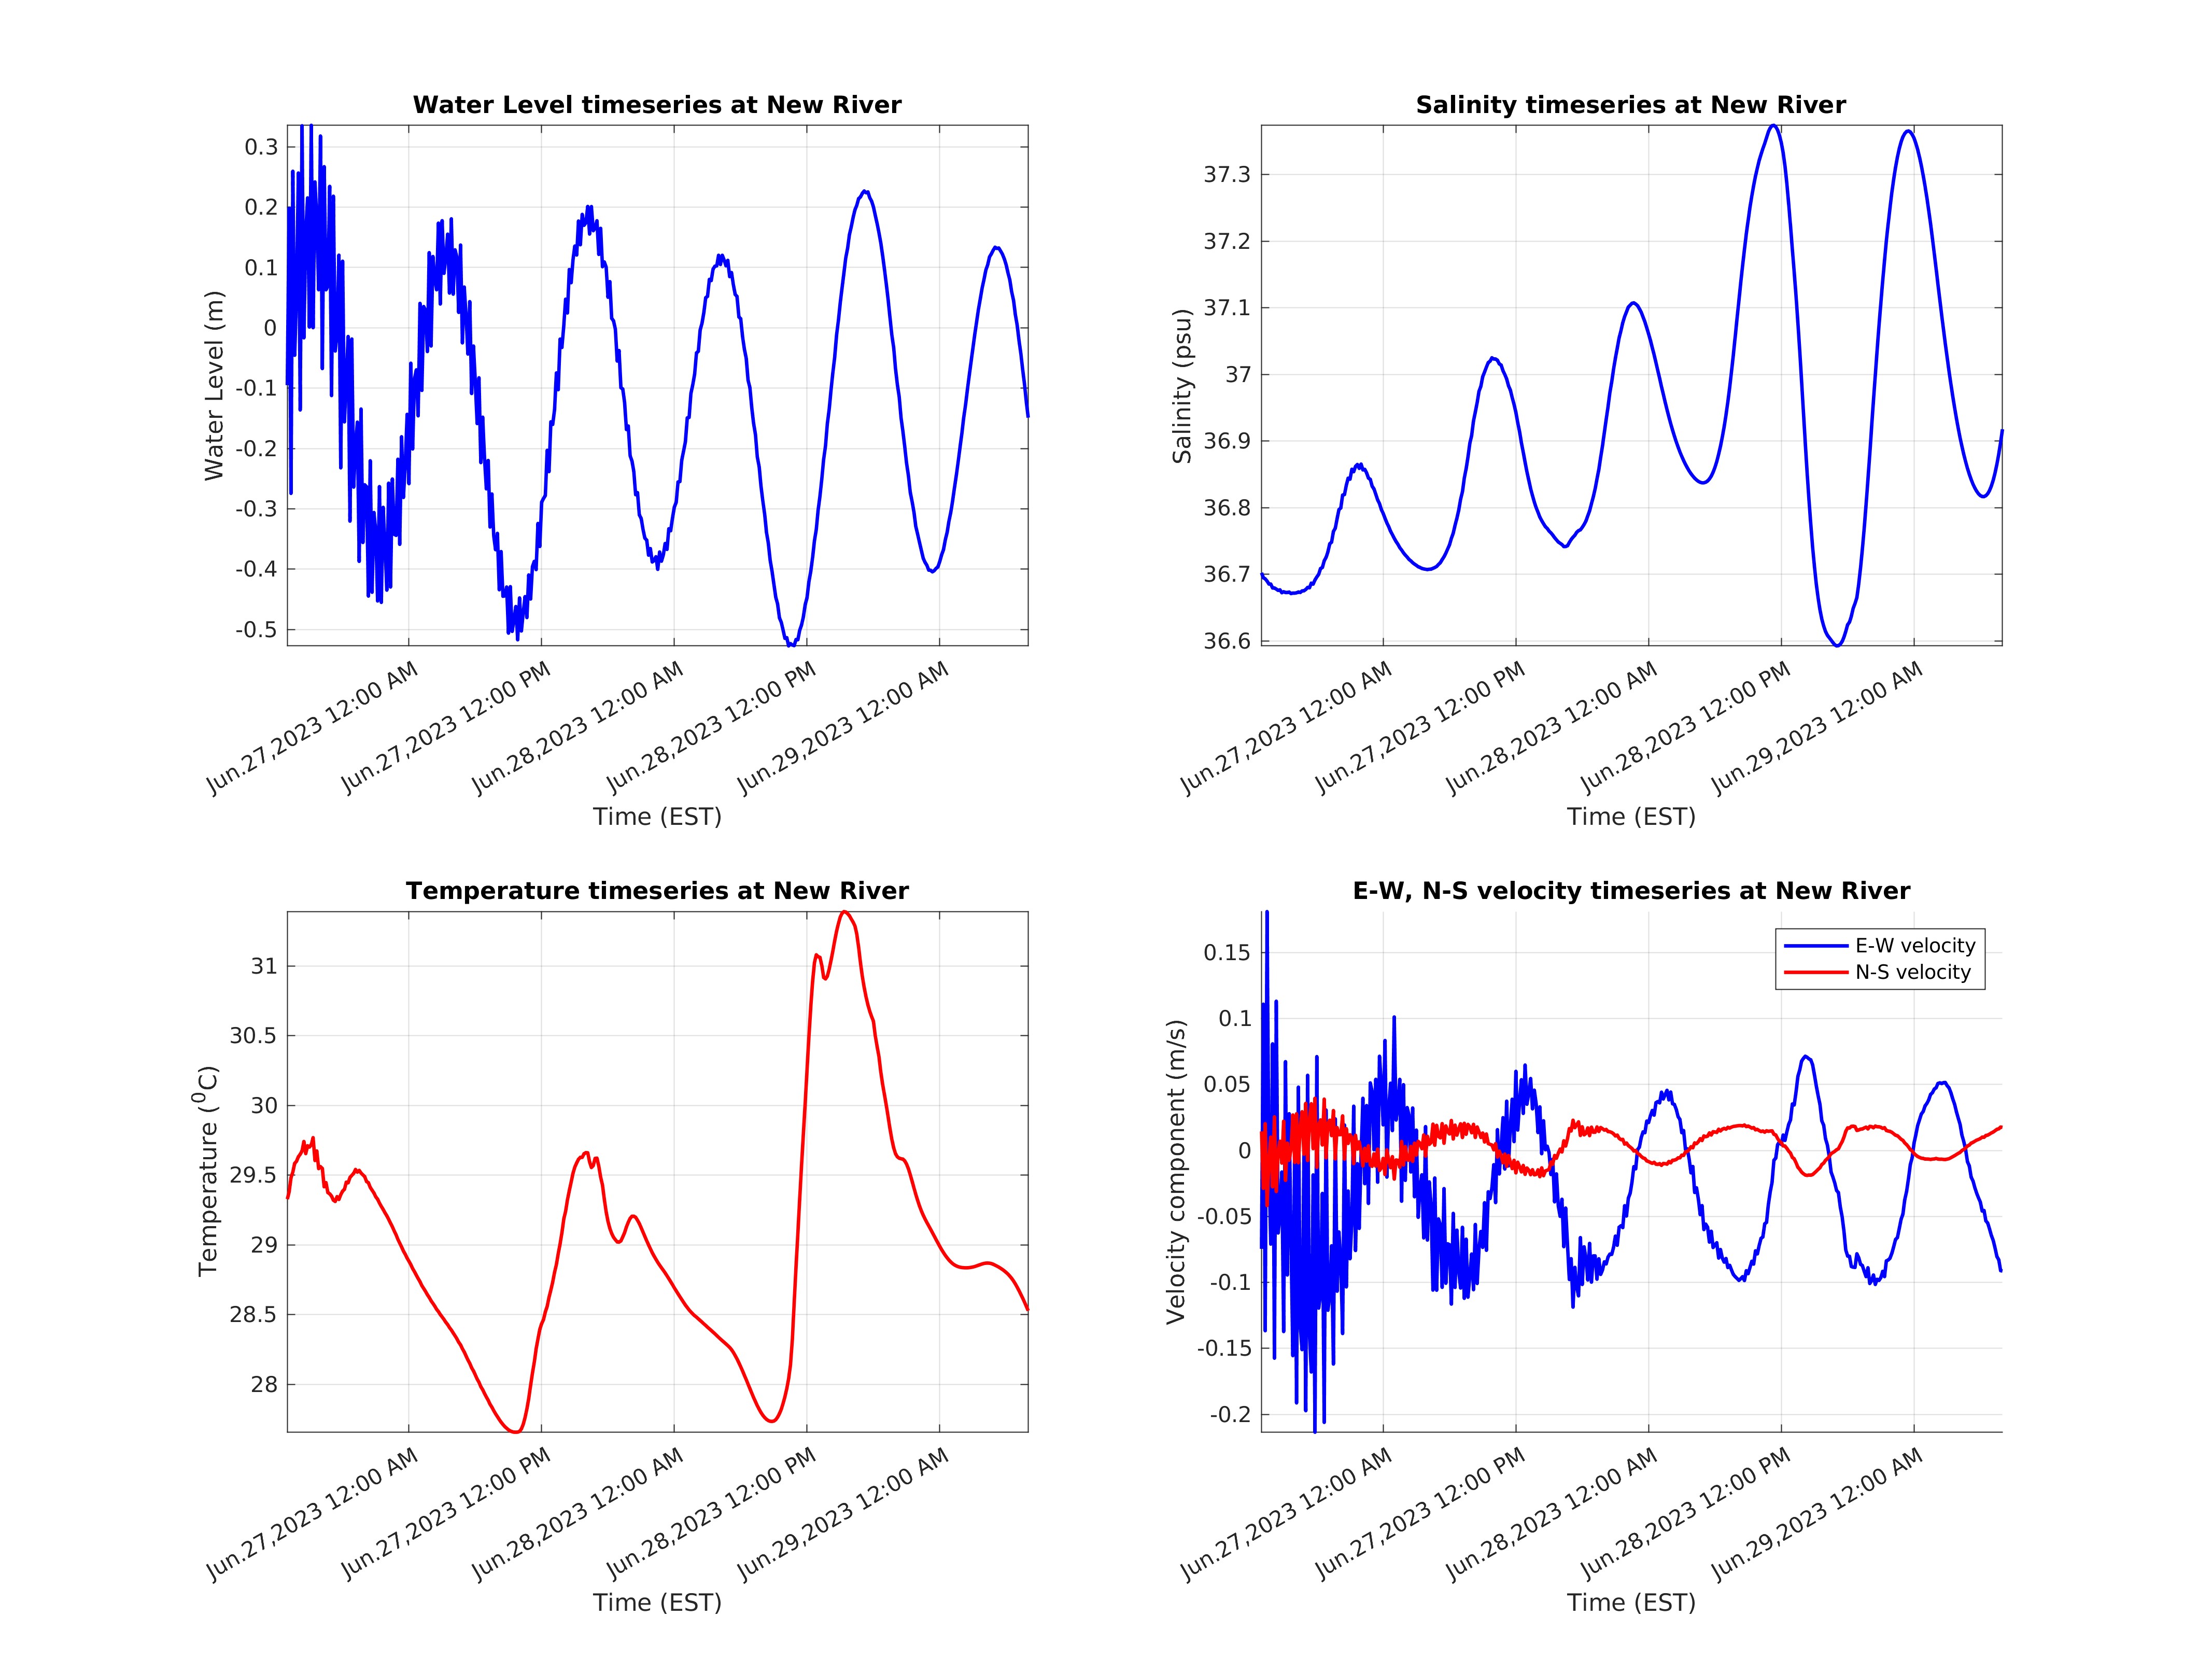 Water Level timeseries at New River
0.3
0.2
0.1
0
-0.1
-0.2
-0.3
-0.4
-0.5
Water Level (m)
Jun.27,2023 12:00 AM
Jun.27,2023 12:00 PM
Jun.28,2023 12:00 AM
Jun.28,2023 12:00 PM
Jun.29,2023 12:00 AM
Time (EST)
Salinity timeseries at New River
37.3
37.2
37.1
37
36.9
36.8
36.7
36.6
Salinity (psu)
Jun.27,2023 12:00 AM
Jun.27,2023 12:00 PM
Jun.28,2023 12:00 AM
Jun.28,2023 12:00 PM
Jun.29,2023 12:00 AM
Time (EST)
Temperature timeseries at New River
31
30.5
30
29.5
29
28.5
28
Temperature (⁰C)
Jun.27,2023 12:00 AM
Jun.27,2023 12:00 PM
Jun.28,2023 12:00 AM
Jun.28,2023 12:00 PM
Jun.29,2023 12:00 AM
Time (EST)
E-W, N-S velocity timeseries at New River
E-W velocity
N-S velocity
0.15
0.1
0.05
0
-0.05
-0.1
-0.15
-0.2
Velocity component (m/s)
Jun.27,2023 12:00 AM
Jun.27,2023 12:00 PM
Jun.28,2023 12:00 AM
Jun.28,2023 12:00 PM
Jun.29,2023 12:00 AM
Time (EST)